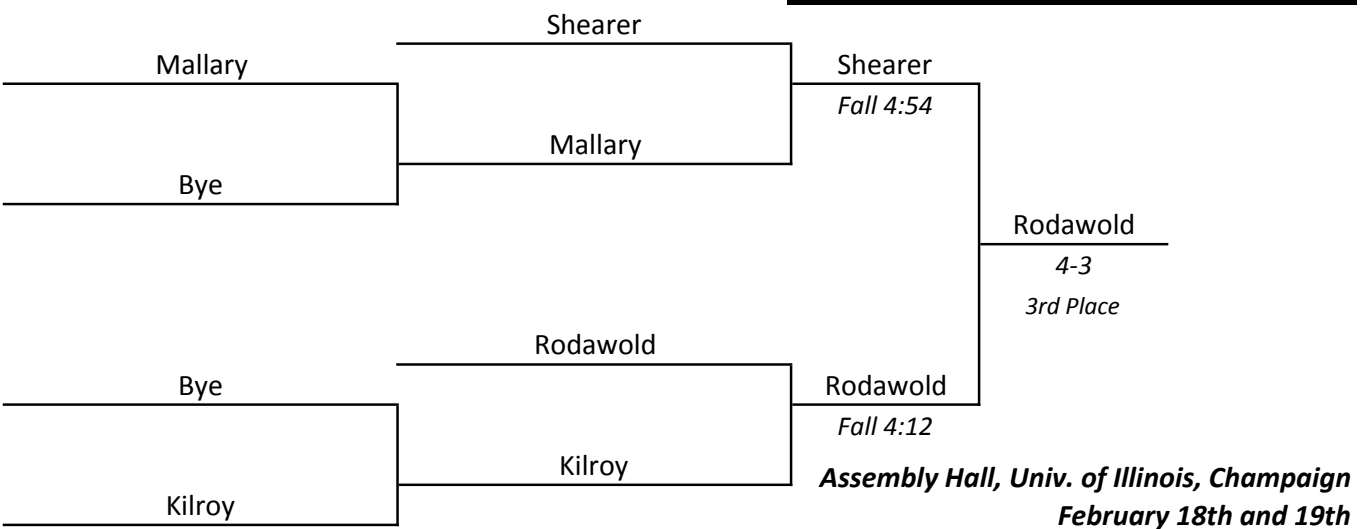 Shearer
Mallary
Shearer
Fall 4:54
Mallary
Bye
Rodawold
4-3
3rd Place
Rodawold
Bye
Rodawold
Fall 4:12
Kilroy
Kilroy
Assembly Hall, Univ. of Illinois, Champaign
February 18th and 19th